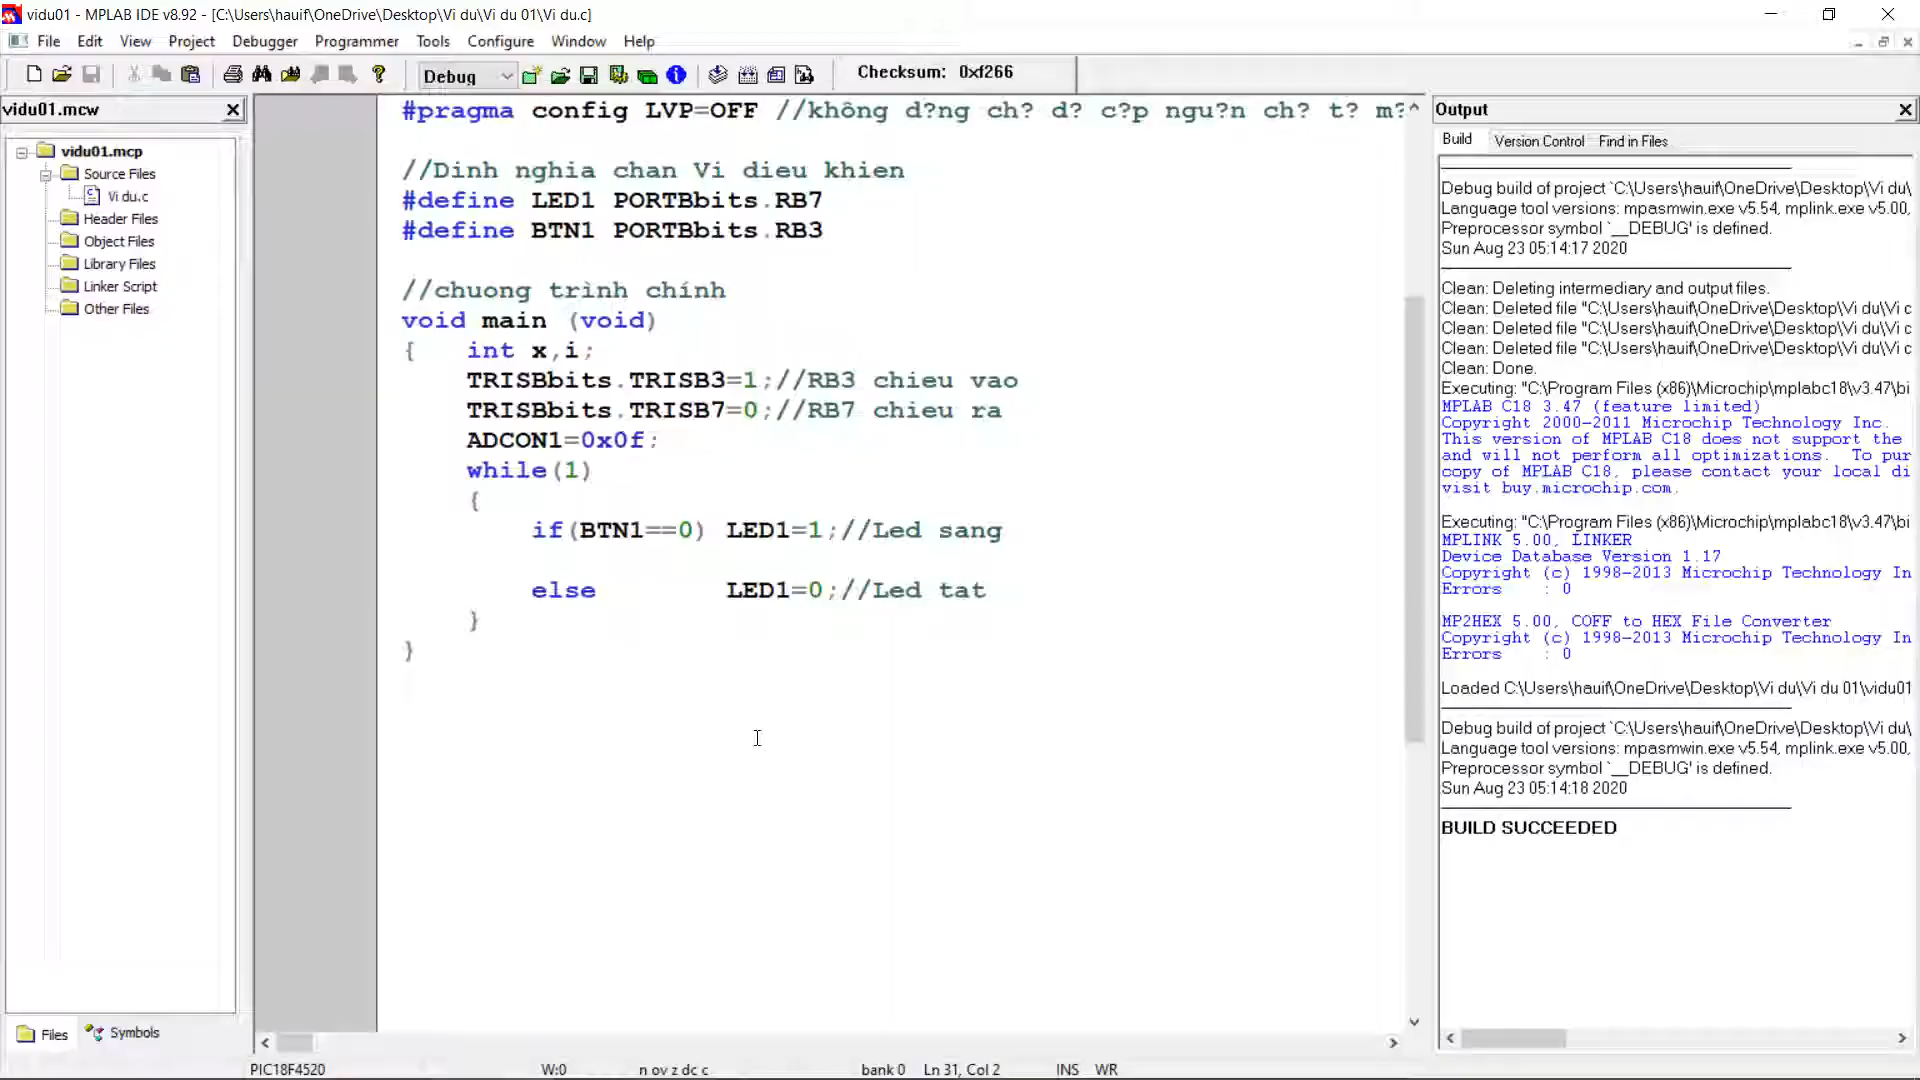 vidu01 - MPLAB IDE v8.92 - [C:\Users\hauif\OneDrive\Desktop\Vi du\Vi du 01\Vi du.c]
File Edit View Project Debugger Programmer Tools Configure Window Help
Debug
Checksum: 0xf266
vidu01.mcw
vidu01.mcp
Source Files
Vi du.c
Header Files
Object Files
Library Files
Linker Script
Other Files
Files
Symbols
#pragma config LVP=OFF //không d?ng ch? d? c?p ngu?n ch? t? m?
//Dinh nghia chan Vi dieu khien
#define LED1 PORTBbits.RB7
#define BTN1 PORTBbits.RB3
//chuong trình chính
void main (void)
{ int x,i;
TRISBbits.TRISB3=1;//RB3 chieu vao
TRISBbits.TRISB7=0;//RB7 chieu ra
ADCON1=0x0f;
while(1)
{
if(BTN1==0) LED1=1;//Led sang
else LED1=0;//Led tat
}
}
Output
Build Version Control Find in Files
Debug build of project `C:\Users\hauif\OneDrive\Desktop\Vi du\
Language tool versions: mpasmwin.exe v5.54, mplink.exe v5.00,
Preprocessor symbol `__DEBUG' is defined.
Sun Aug 23 05:14:17 2020
Clean: Deleting intermediary and output files.
Clean: Deleted file "C:\Users\hauif\OneDrive\Desktop\Vi du\Vi c
Clean: Deleted file "C:\Users\hauif\OneDrive\Desktop\Vi du\Vi c
Clean: Deleted file "C:\Users\hauif\OneDrive\Desktop\Vi du\Vi c
Clean: Done.
Executing: "C:\Program Files (x86)\Microchip\mplabc18\v3.47\bi
MPLAB C18 3.47 (feature limited)
Copyright 2000-2011 Microchip Technology Inc.
This version of MPLAB C18 does not support the
and will not perform all optimizations. To pur
copy of MPLAB C18, please contact your local di
visit buy.microchip.com.
Executing: "C:\Program Files (x86)\Microchip\mplabc18\v3.47\bi
MPLINK 5.00, LINKER
Device Database Version 1.17
Copyright (c) 1998-2013 Microchip Technology In
Errors : 0
MP2HEX 5.00, COFF to HEX File Converter
Copyright (c) 1998-2013 Microchip Technology In
Errors : 0
Loaded C:\Users\hauif\OneDrive\Desktop\Vi du\Vi du 01\vidu01
Debug build of project `C:\Users\hauif\OneDrive\Desktop\Vi du\
Language tool versions: mpasmwin.exe v5.54, mplink.exe v5.00,
Preprocessor symbol `__DEBUG' is defined.
Sun Aug 23 05:14:18 2020
BUILD SUCCEEDED
PIC18F4520 W:0 n ov z dc c bank 0 Ln 31, Col 2 INS WR